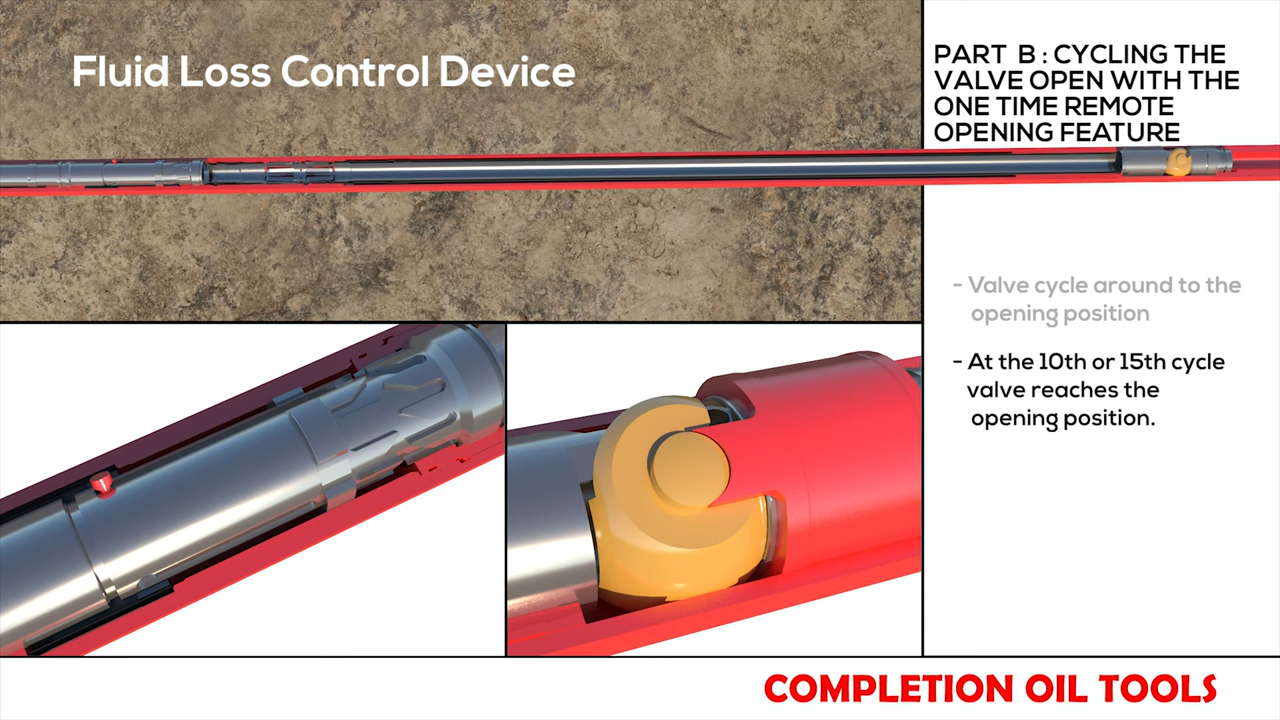 Fluid Loss Control Device
PART B : CYCLING THE
VALVE OPEN WITH THE
ONE TIME REMOTE
OPENING FEATURE
- Valve cycle around to the
opening position
- At the 10th or 15th cycle
valve reaches the
opening position.
COMPLETION OIL TOOLS